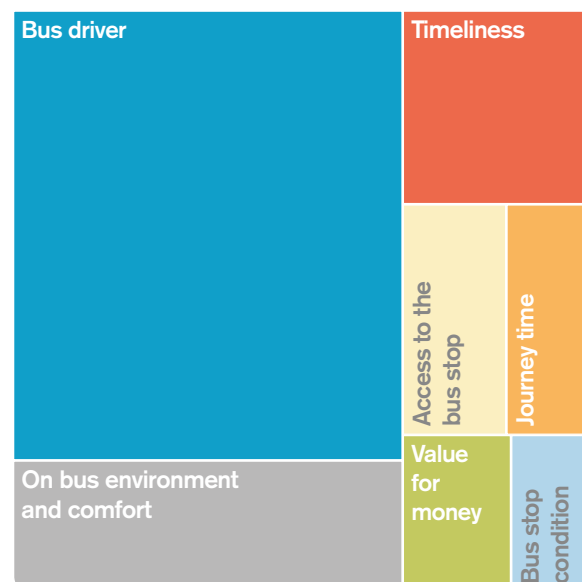 Bus driver
Timeliness
Access to the
bus stop
Journey time
On bus environment
and comfort
Value
for
money
Bus stop
condition